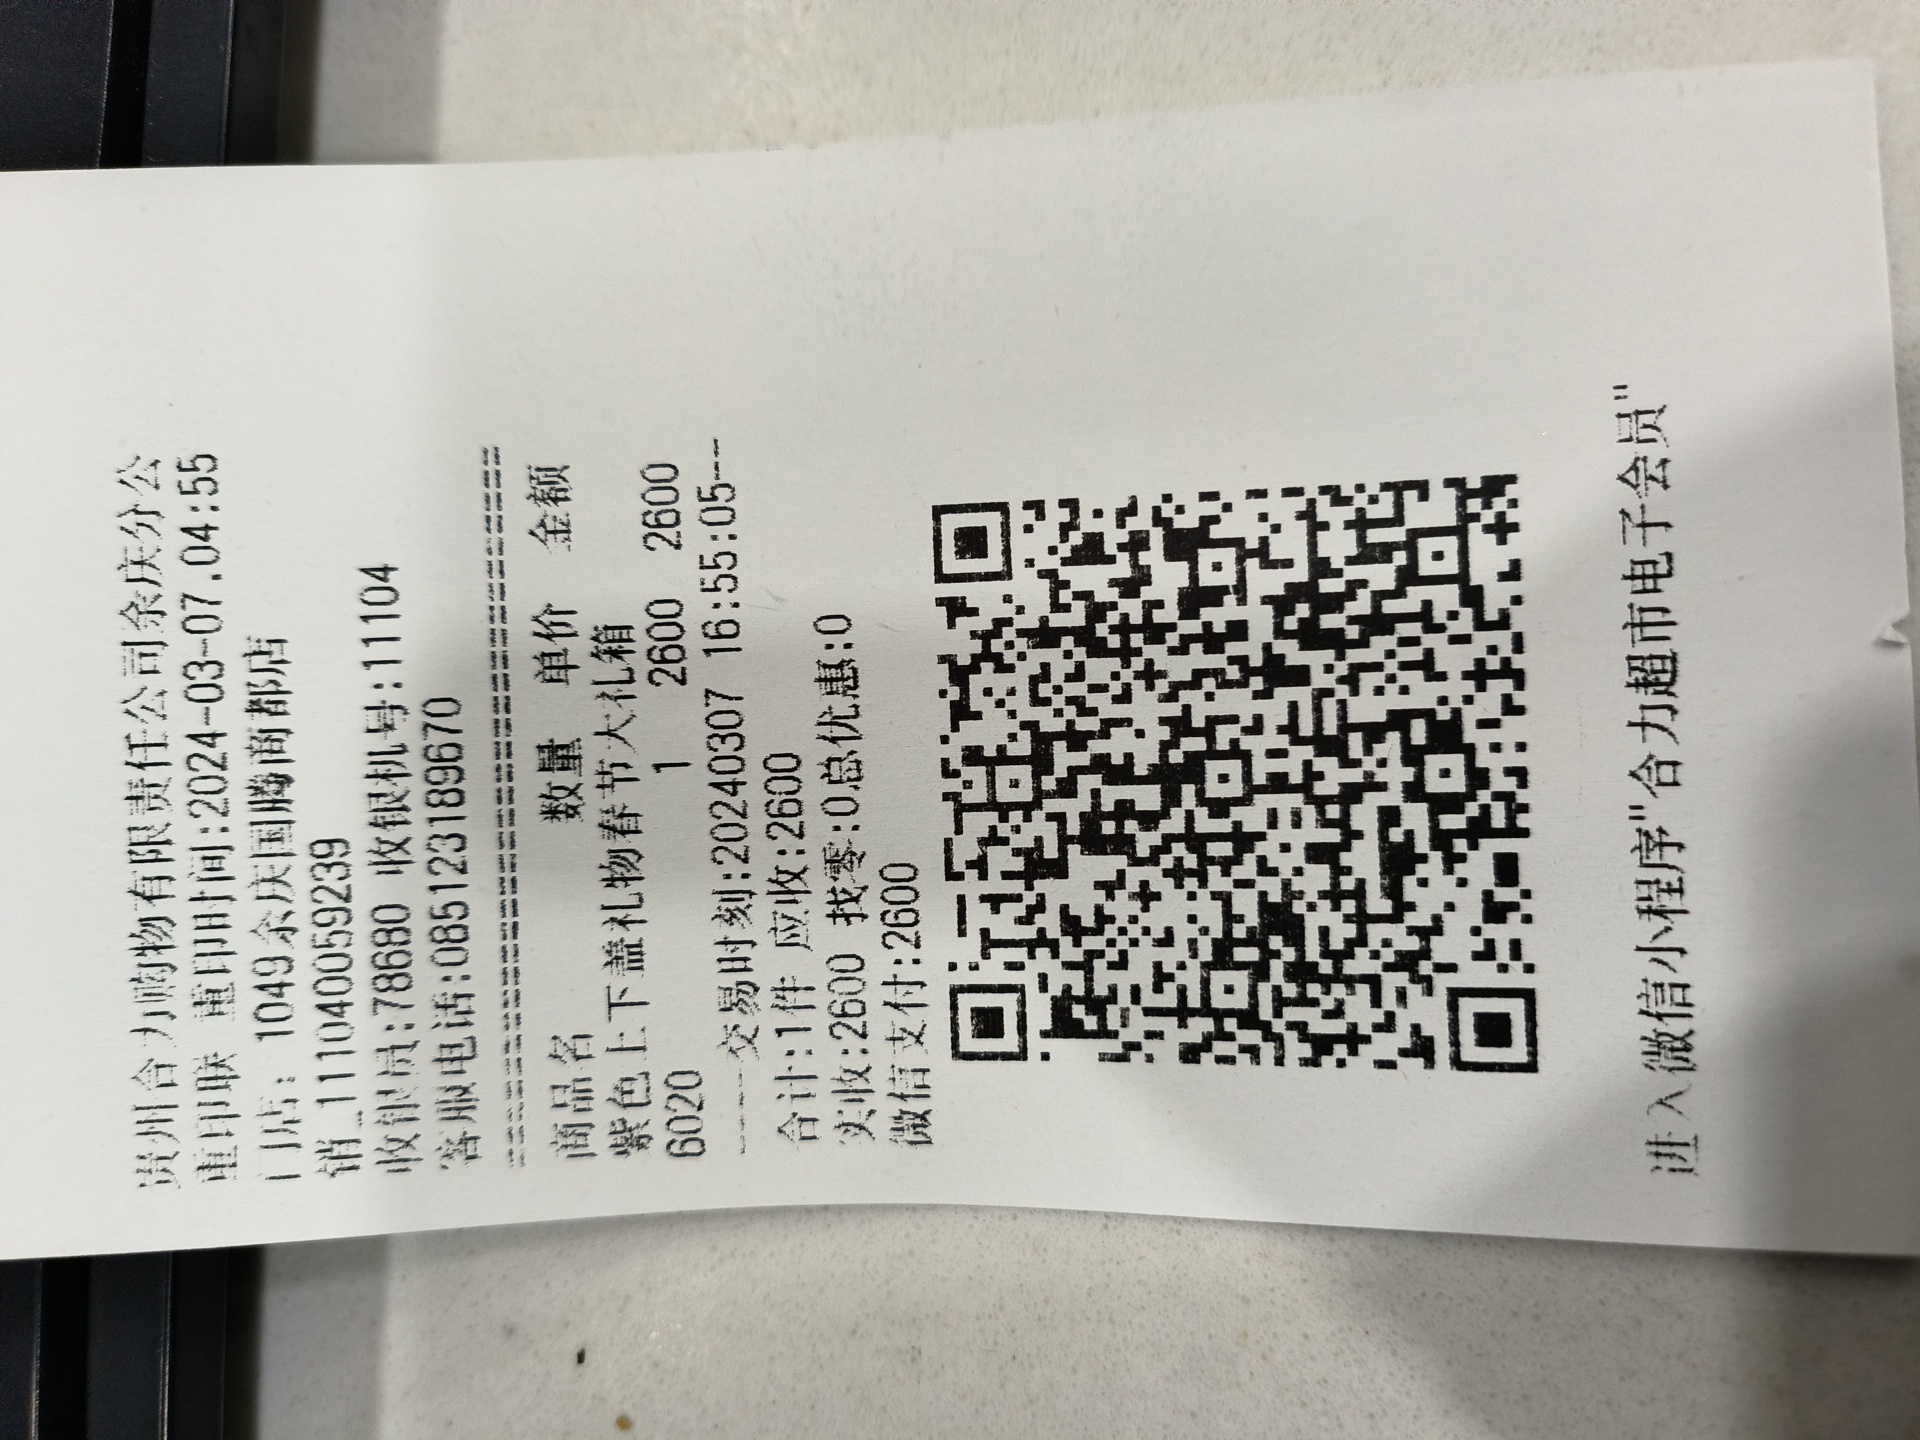 贵州合力购物有限责任公司余庆分公
重印联 重印时间:2024-03-07.04:55
门店: 1049余庆国腾商都店
销_1110400059239
收银员:78680 收银机号:11104
客服电话:085123189670
================================
商品名 数量 单价 金额
紫色上下盖礼物春节大礼箱
6020 1 2600 2600
----交易时刻:20240307 16:55:05---
合计:1件 应收:2600
实收:2600 找零:0总优惠:0
微信支付:2600
进入微信小程序"合力超市电子会员"